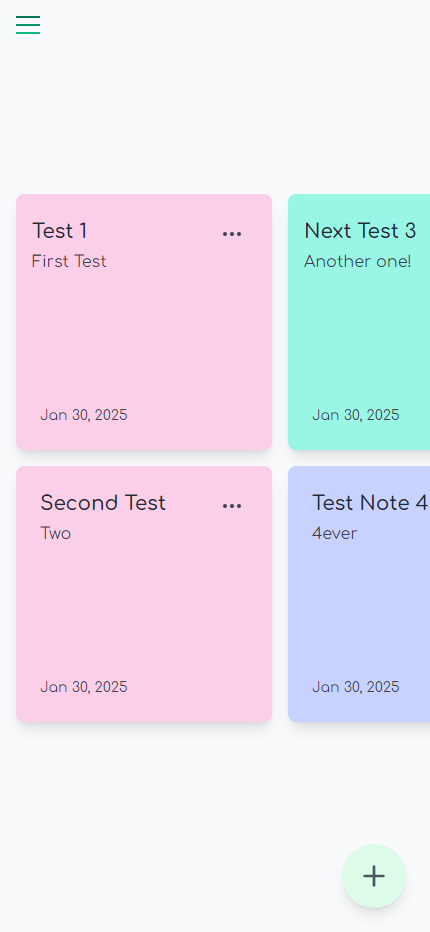 Test 1
First Test
Jan 30, 2025
Next Test 3
Another one!
Jan 30, 2025
Second Test
Two
Jan 30, 2025
Test Note 4
4ever
Jan 30, 2025